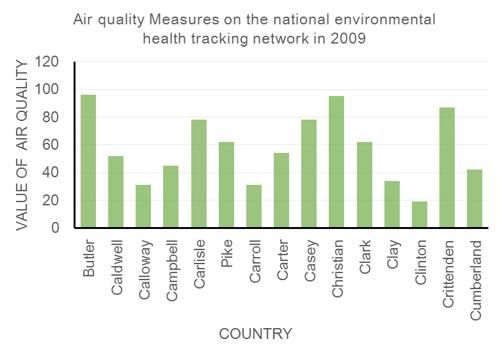 Air quality Measures on the national environmental
health tracking network in 2009
VALUE OF AIR QUALITY
120
100
80
60
40
20
0
Butler
Caldwell
Calloway
Campbell
Carlisle
Pike
Carroll
Carter
Casey
Christian
Clark
Clay
Clinton
Crittenden
Cumberland
COUNTRY